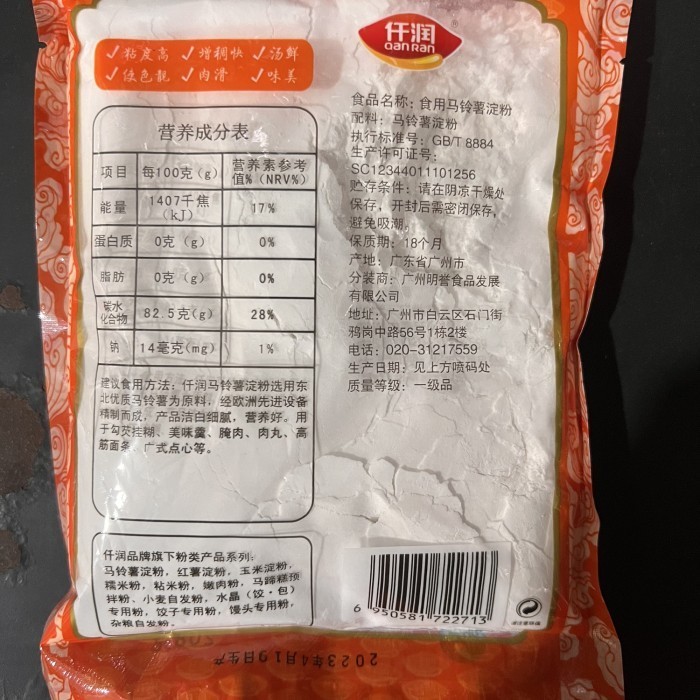 ✓粘度高 ✓增稠快 ✓汤鲜
✓保色靓 ✓肉滑 ✓味美
仟润
QanRan
®
营养成分表
项目 每100克(g) 营养素参考值%(NRV%)
能量 1407千焦(kJ) 17%
蛋白质 0克(g) 0%
脂肪 0克(g) 0%
碳水化合物 82.5克(g) 28%
钠 14毫克(mg) 1%
建议食用方法：仟润马铃薯淀粉选用东
北优质马铃薯为原料，经欧洲先进设备
精制而成，产品洁白细腻，营养好。用
于勾芡挂糊、美味羹、腌肉、肉丸、高
筋面条、广式点心等。
仟润品牌旗下粉类产品系列：
马铃薯淀粉，红薯淀粉，玉米淀粉，
糯米粉，粘米粉，嫩肉粉，马蹄糕预
拌粉、小麦自发粉，水晶（饺·包）
专用粉，饺子专用粉，馒头专用粉，
杂粮自发粉。
食品名称：食用马铃薯淀粉
配料：马铃薯淀粉
执行标准号：GB/T 8884
生产许可证号：
SC12344011101256
贮存条件：请在阴凉干燥处
保存，开封后需密闭保存，
避免吸潮。
保质期：18个月
产地：广东省广州市
分装商：广州明誉食品发展
有限公司
地址：广州市白云区石门街
鸦岗中路56号1栋2楼
电话：020-31217559
生产日期：见上方喷码处
质量等级：一级品
6 950581 722713
2023年4月19日生产